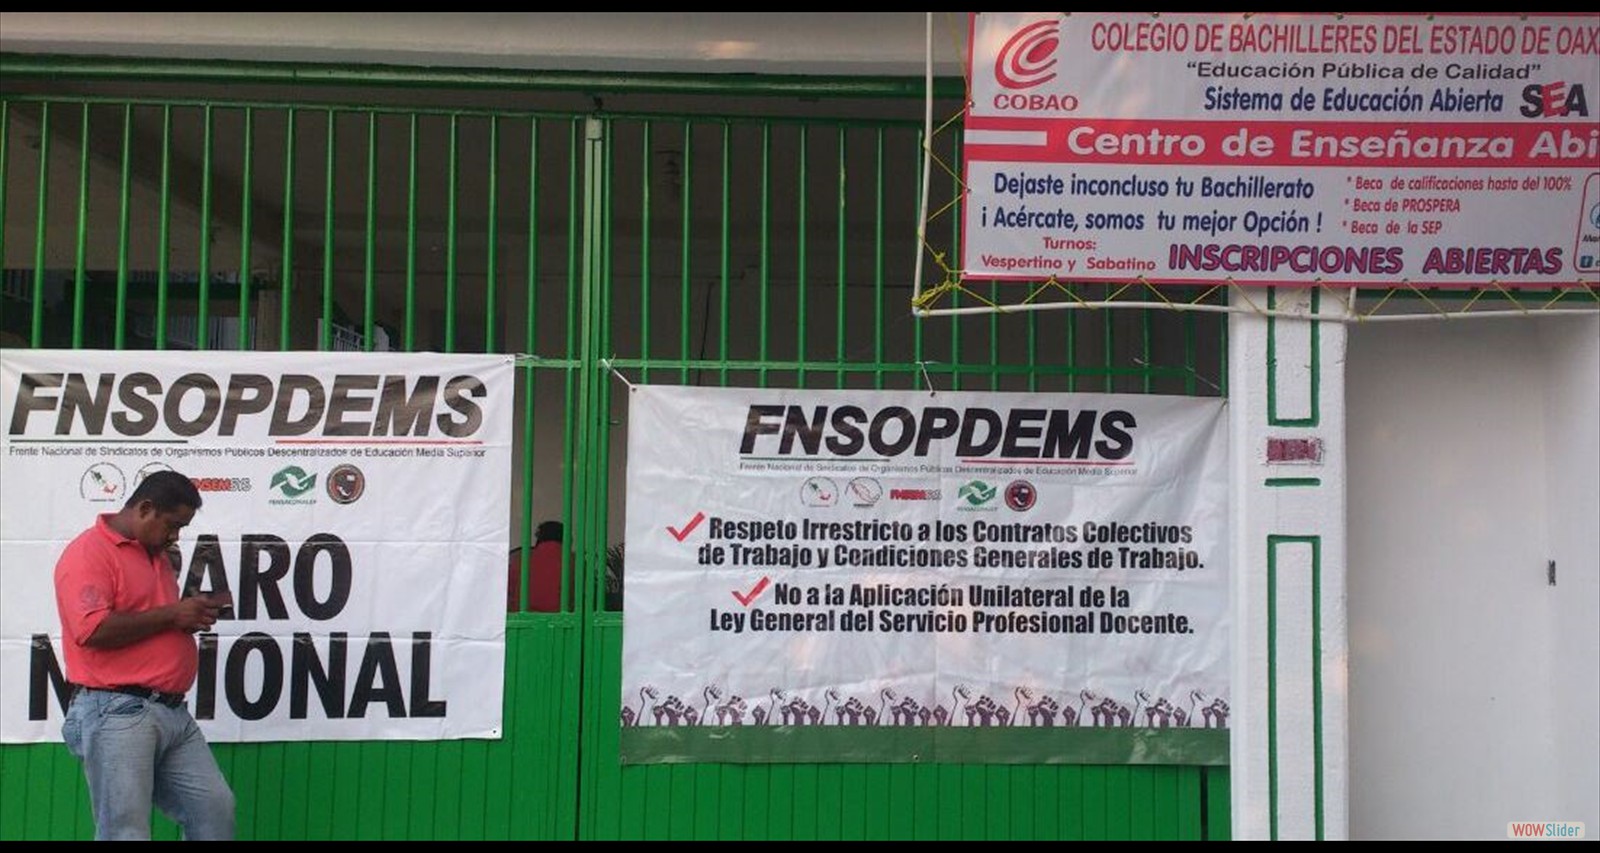 COLEGIO DE BACHILLERES DEL ESTADO DE OAX
"Educación Pública de Calidad"
COBAO
Sistema de Educación Abierta SEA
Centro de Enseñanza Abi
Dejaste inconcluso tu Bachillerato
¡ Acércate, somos tu mejor Opción !
* Beca de calificaciones hasta del 100%
* Beca de PROSPERA
* Beca de la SEP
Turnos:
Vespertino y Sabatino
INSCRIPCIONES ABIERTAS
FNSOPDEMS
Frente Nacional de Sindicatos de Organismos Públicos Descentralizados de Educación Media Superior
ARO
N IONAL
FNSOPDEMS
Frente Nacional de Sindicatos de Organismos Públicos Descentralizados de Educación Media Superior
Respeto Irrestricto a los Contratos Colectivos
de Trabajo y Condiciones Generales de Trabajo.
No a la Aplicación Unilateral de la
Ley General del Servicio Profesional Docente.
WOWSlider